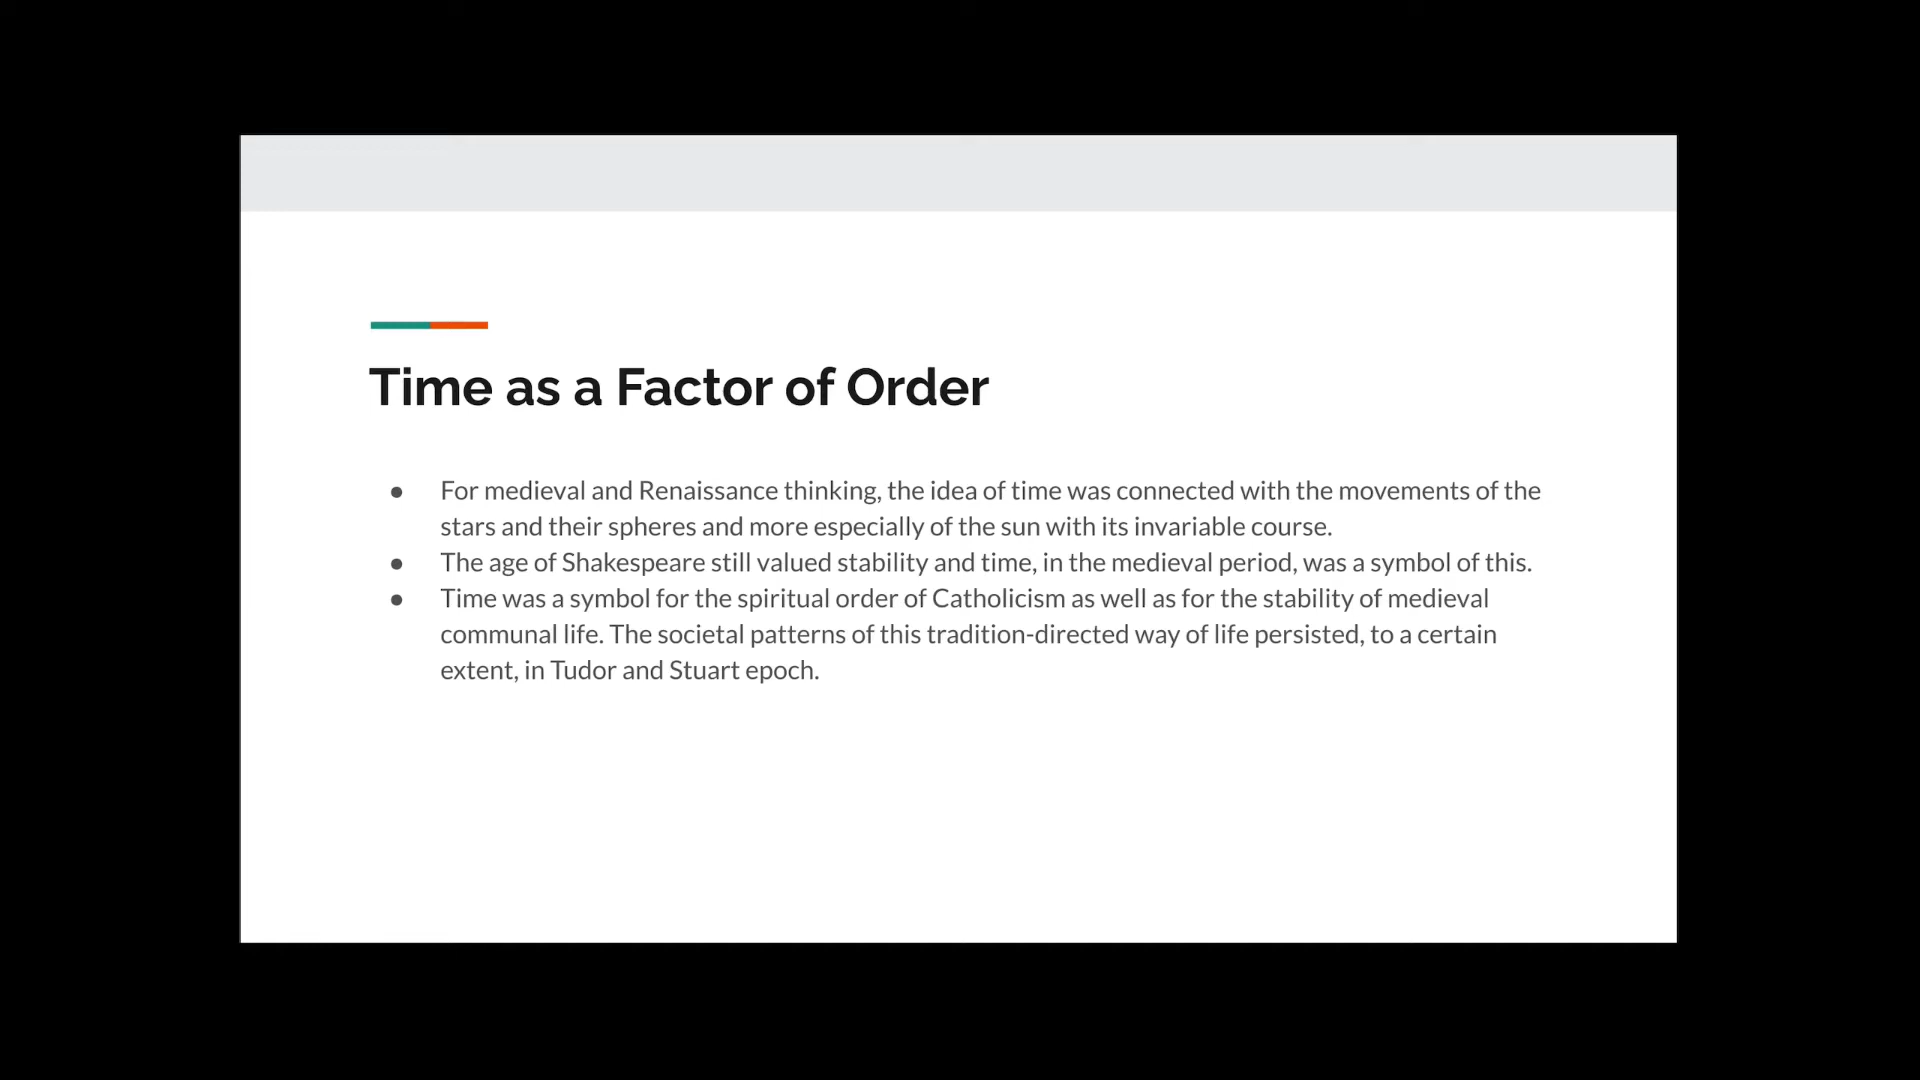 Time as a Factor of Order
● For medieval and Renaissance thinking, the idea of time was connected with the movements of the
stars and their spheres and more especially of the sun with its invariable course.
● The age of Shakespeare still valued stability and time, in the medieval period, was a symbol of this.
● Time was a symbol for the spiritual order of Catholicism as well as for the stability of medieval
communal life. The societal patterns of this tradition-directed way of life persisted, to a certain
extent, in Tudor and Stuart epoch.